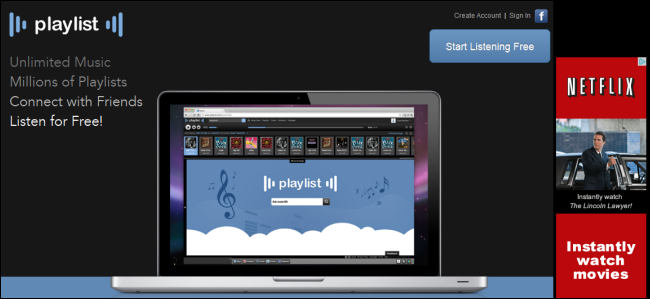 playlist
Create Account | Sign In
Start Listening Free
Unlimited Music
Millions of Playlists
Connect with Friends
Listen for Free!
playlist
playlist
NETFLIX
Instantly watch
The Lincoln Lawyer!
Instantly
watch
movies